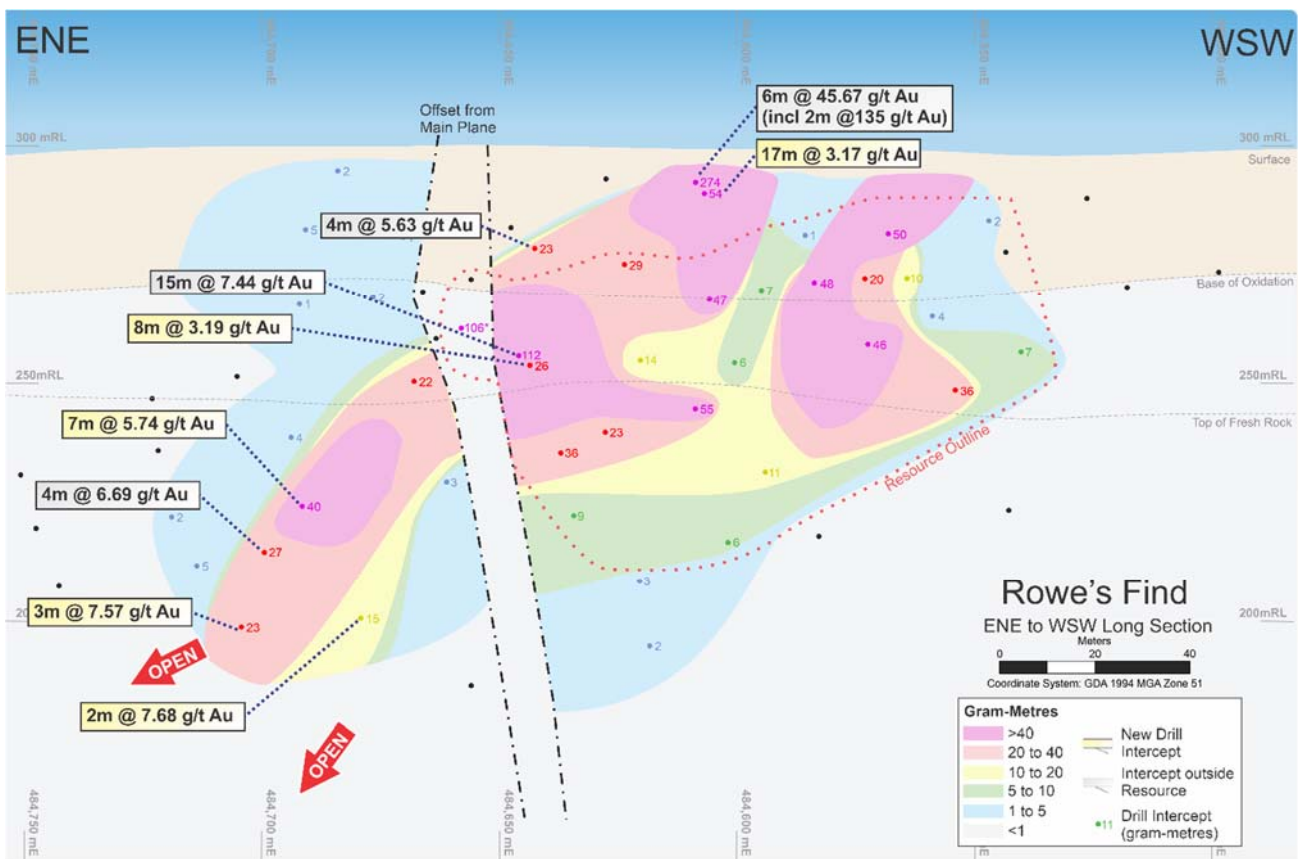 ENE
WSW
Offset from
Main Plane
6m @ 45.67 g/t Au
(incl 2m @135 g/t Au)
17m @ 3.17 g/t Au
300 mRL
300 mRL
Surface
2
274
54
5
4m @ 5.63 g/t Au
23
1
50
2
29
15m @ 7.44 g/t Au
1
2
47
7
48
20
10
Base of Oxidation
8m @ 3.19 g/t Au
106*
4
112
26
14
6
46
7
22
250 mRL
250mRL
36
7m @ 5.74 g/t Au
55
Top of Fresh Rock
4
23
36
Resource Outline
11
4m @ 6.69 g/t Au
3
40
2
9
27
6
5
3
3m @ 7.57 g/t Au
23
15
2
200mRL
OPEN
2m @ 7.68 g/t Au
OPEN
Rowe's Find
ENE to WSW Long Section
Meters
0 20 40
Coordinate System: GDA 1994 MGA Zone 51
Gram-Metres
>40
20 to 40
10 to 20
5 to 10
1 to 5
<1
New Drill
Intercept
Intercept outside
Resource
11
Drill Intercept
(gram-metres)
484,750 mE
484,700 mE
484,650 mE
484,600 mE